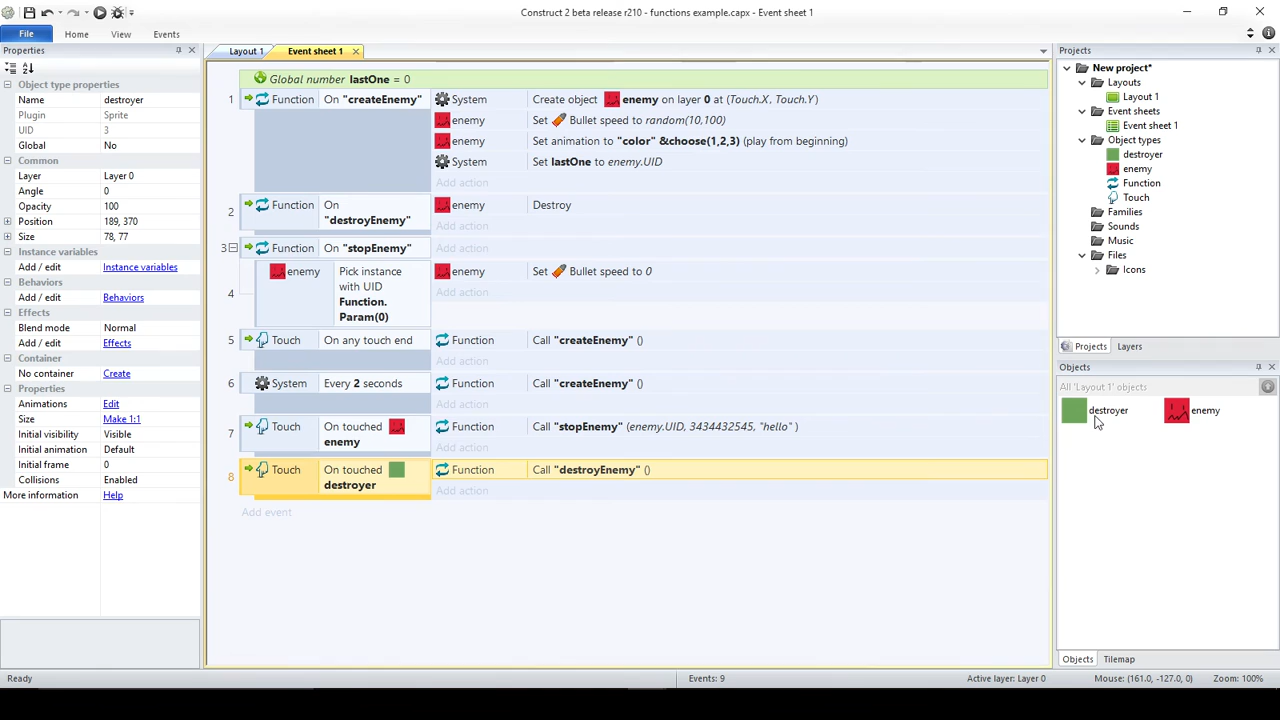 Construct 2 beta release r210 - functions example.capx - Event sheet 1
File
Home
View
Events
Properties
Object type properties
Name destroyer
Plugin Sprite
UID 3
Global No
Common
Layer Layer 0
Angle 0
Opacity 100
Position 189, 370
Size 78, 77
Instance variables
Add / edit Instance variables
Behaviors
Add / edit Behaviors
Effects
Blend mode Normal
Add / edit Effects
Container
No container Create
Properties
Animations Edit
Size Make 1:1
Initial visibility Visible
Initial animation Default
Initial frame 0
Collisions Enabled
More information Help
Layout 1
Event sheet 1
Global number lastOne = 0
1 Function On "createEnemy" System Create object enemy on layer 0 at (Touch.X, Touch.Y)
enemy Set Bullet speed to random(10,100)
enemy Set animation to "color" &choose(1,2,3) (play from beginning)
System Set lastOne to enemy.UID
Add action
2 Function On "destroyEnemy" enemy Destroy
Add action
3 Function On "stopEnemy" Add action
4 enemy Pick instance with UID Function.Param(0) enemy Set Bullet speed to 0
Add action
5 Touch On any touch end Function Call "createEnemy" ()
Add action
6 System Every 2 seconds Function Call "createEnemy" ()
Add action
7 Touch On touched enemy Function Call "stopEnemy" (enemy.UID, 3434432545, "hello" )
Add action
8 Touch On touched destroyer Function Call "destroyEnemy" ()
Add action
Add event
Projects
New project*
Layouts
Layout 1
Event sheets
Event sheet 1
Object types
destroyer
enemy
Function
Touch
Families
Sounds
Music
Files
Icons
Projects
Layers
Objects
All 'Layout 1' objects
destroyer
enemy
Objects
Tilemap
Ready
Events: 9
Active layer: Layer 0
Mouse: (161.0, -127.0, 0)
Zoom: 100%